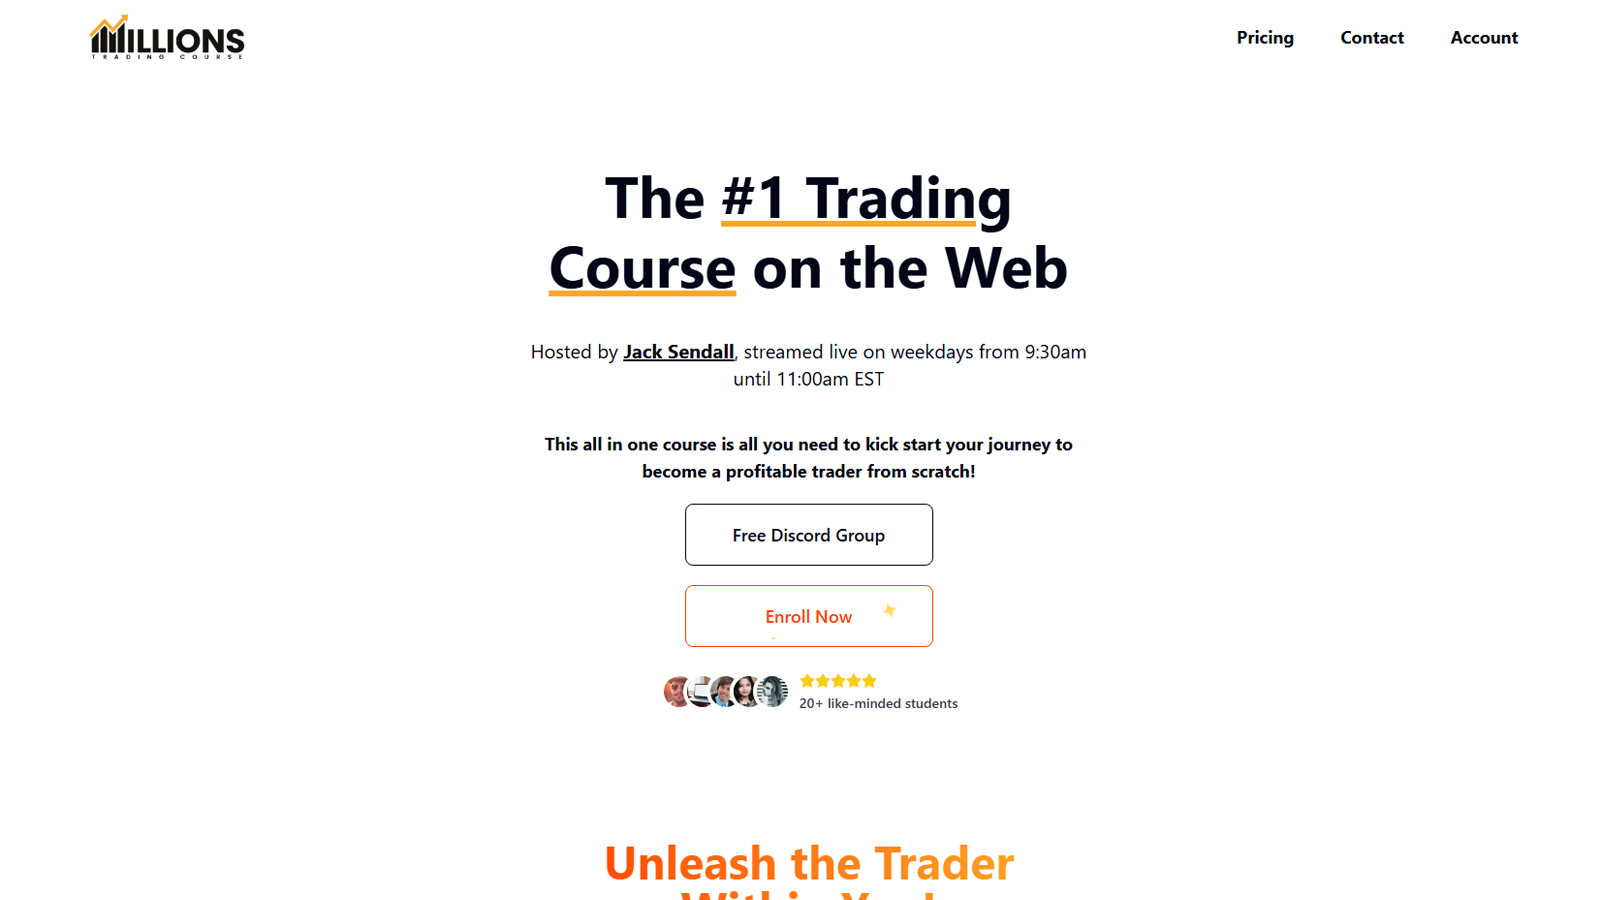 MILLIONS
TRADING COURSE
Pricing
Contact
Account
The #1 Trading
Course on the Web
Hosted by Jack Sendall, streamed live on weekdays from 9:30am
until 11:00am EST
This all in one course is all you need to kick start your journey to
become a profitable trader from scratch!
Free Discord Group
Enroll Now
20+ like-minded students
Unleash the Trader
Within You!